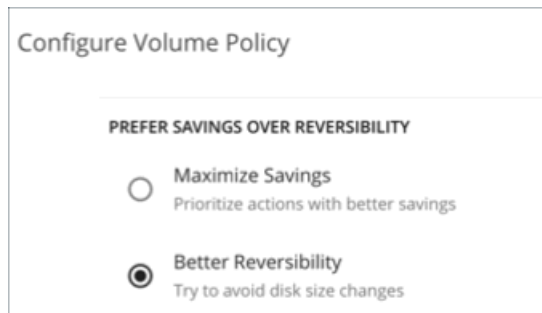 Configure Volume Policy
PREFER SAVINGS OVER REVERSIBILITY
Maximize Savings
Prioritize actions with better savings
Better Reversibility
Try to avoid disk size changes